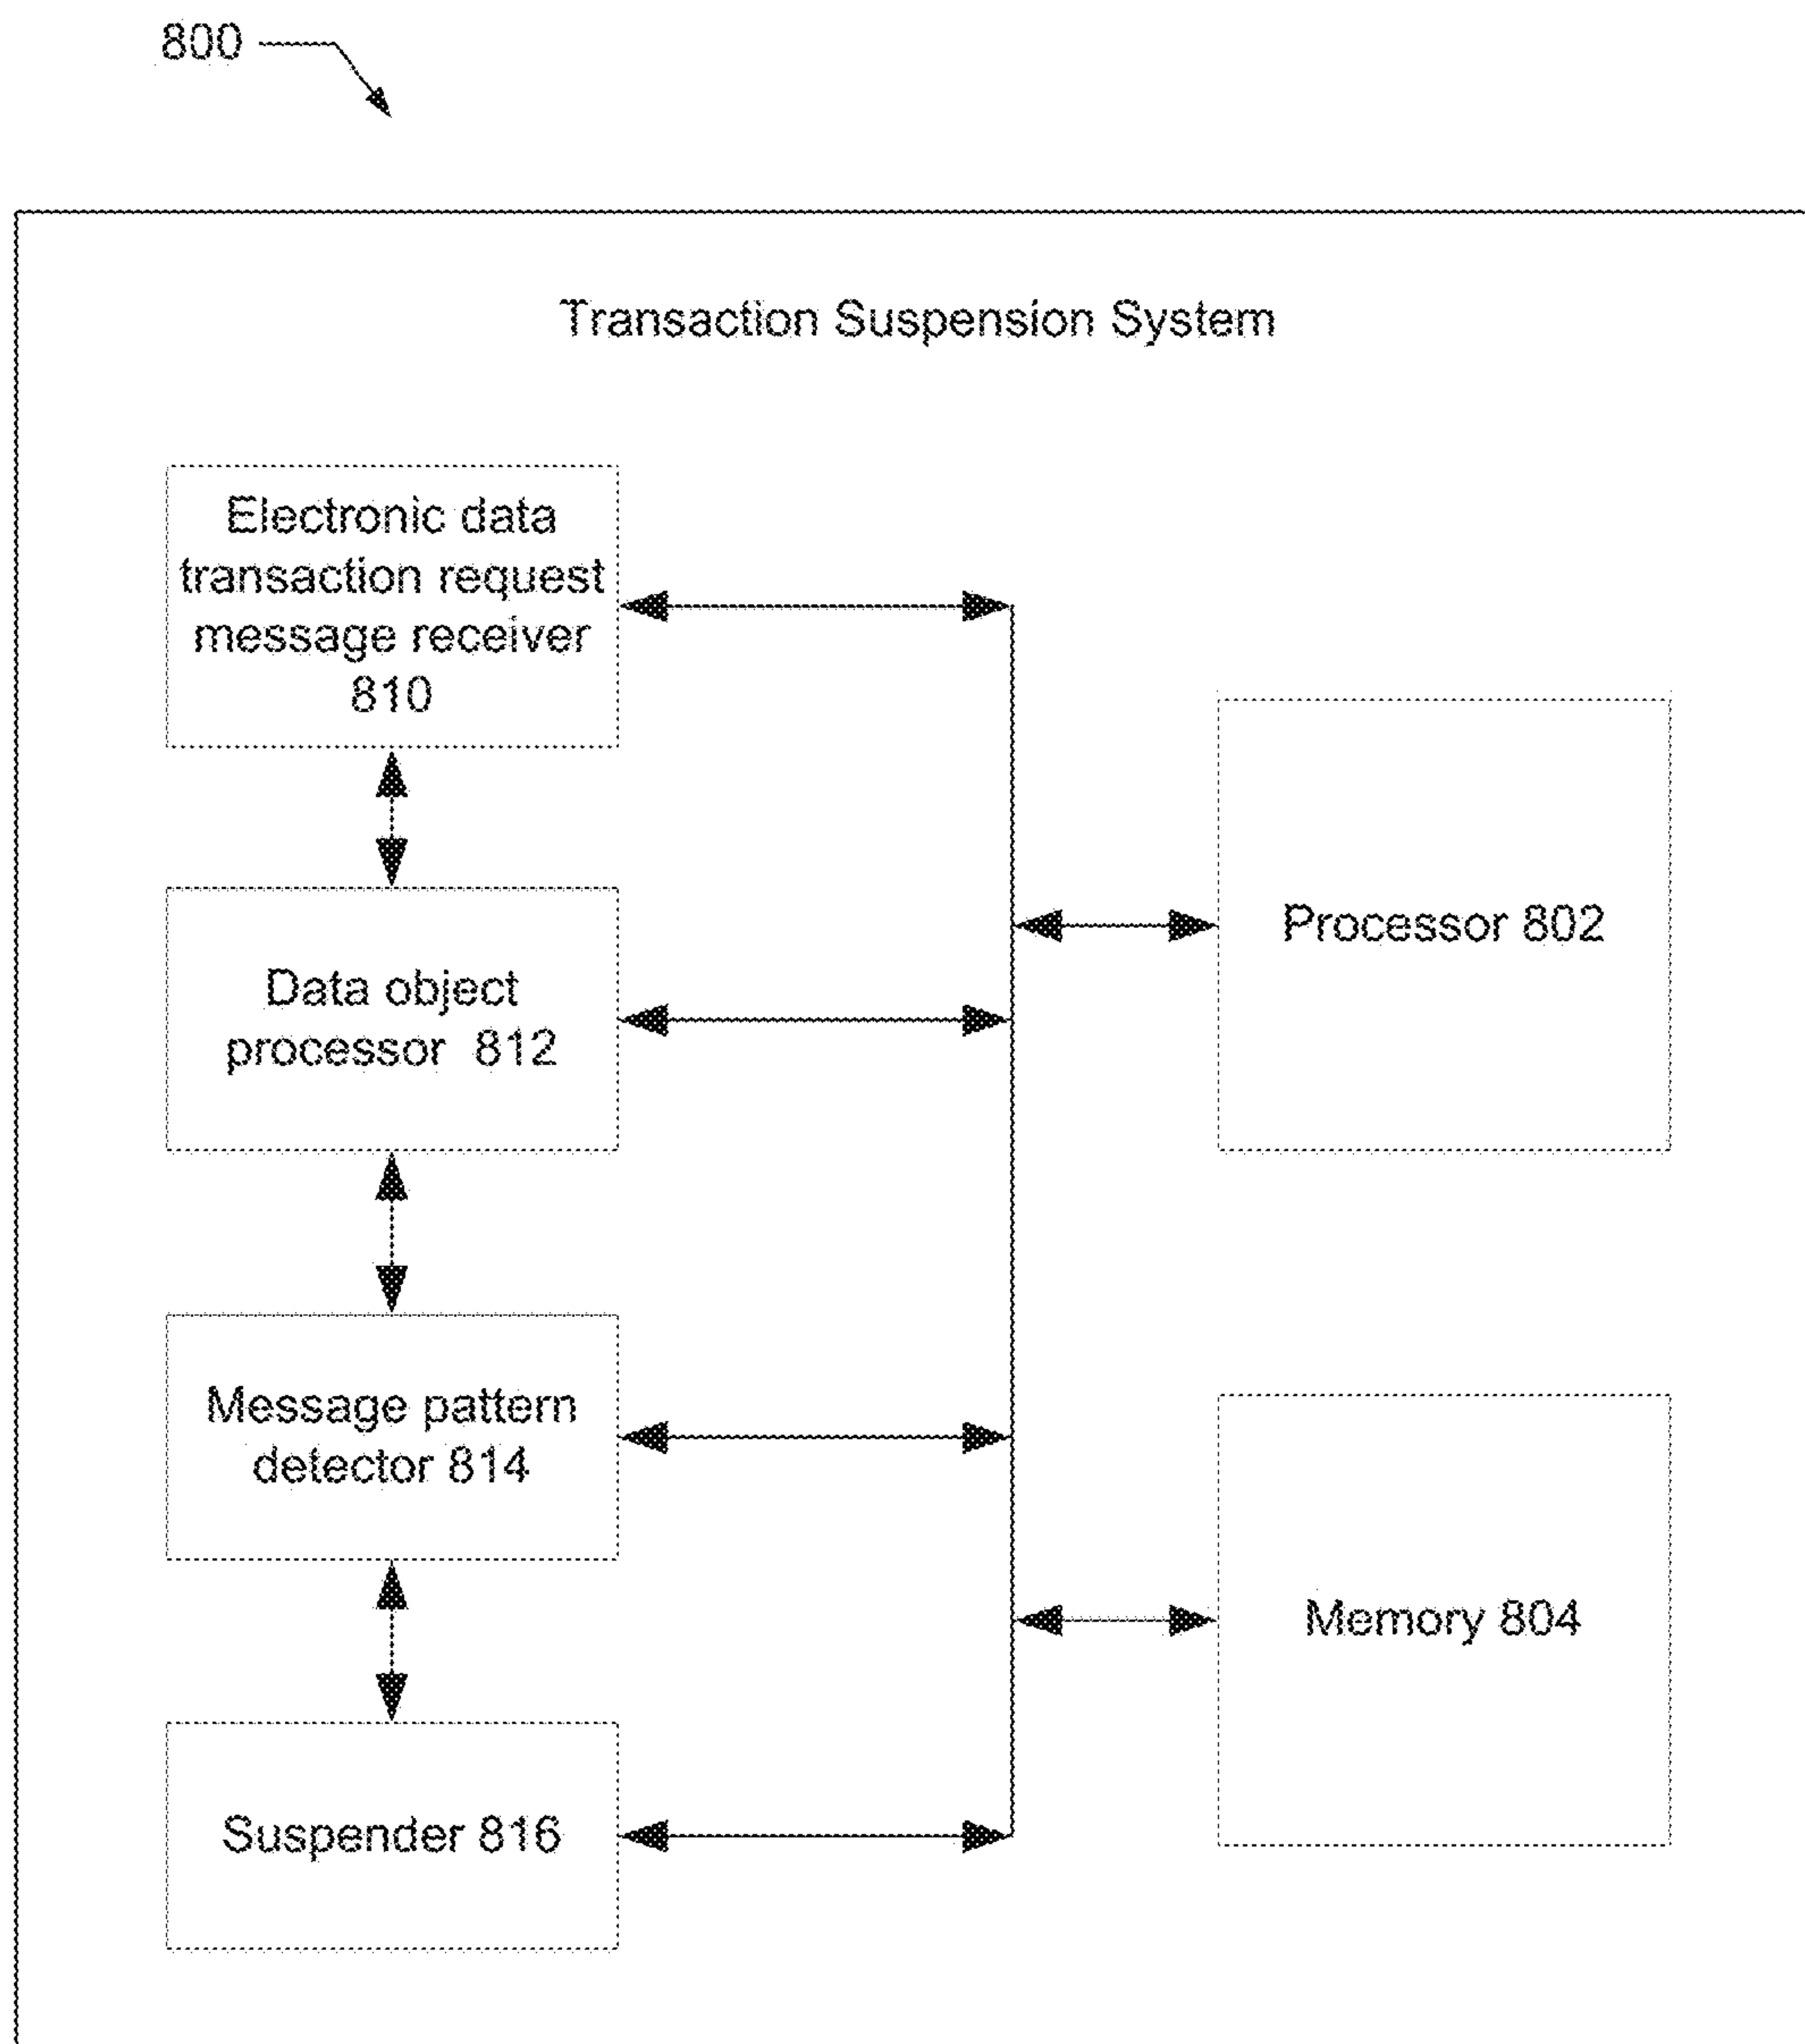 800
Transaction Suspension System
Electronic data
transaction request
message receiver
810
Processor 802
Data object
processor 812
Message pattern
detector 814
Memory 804
Suspender 816